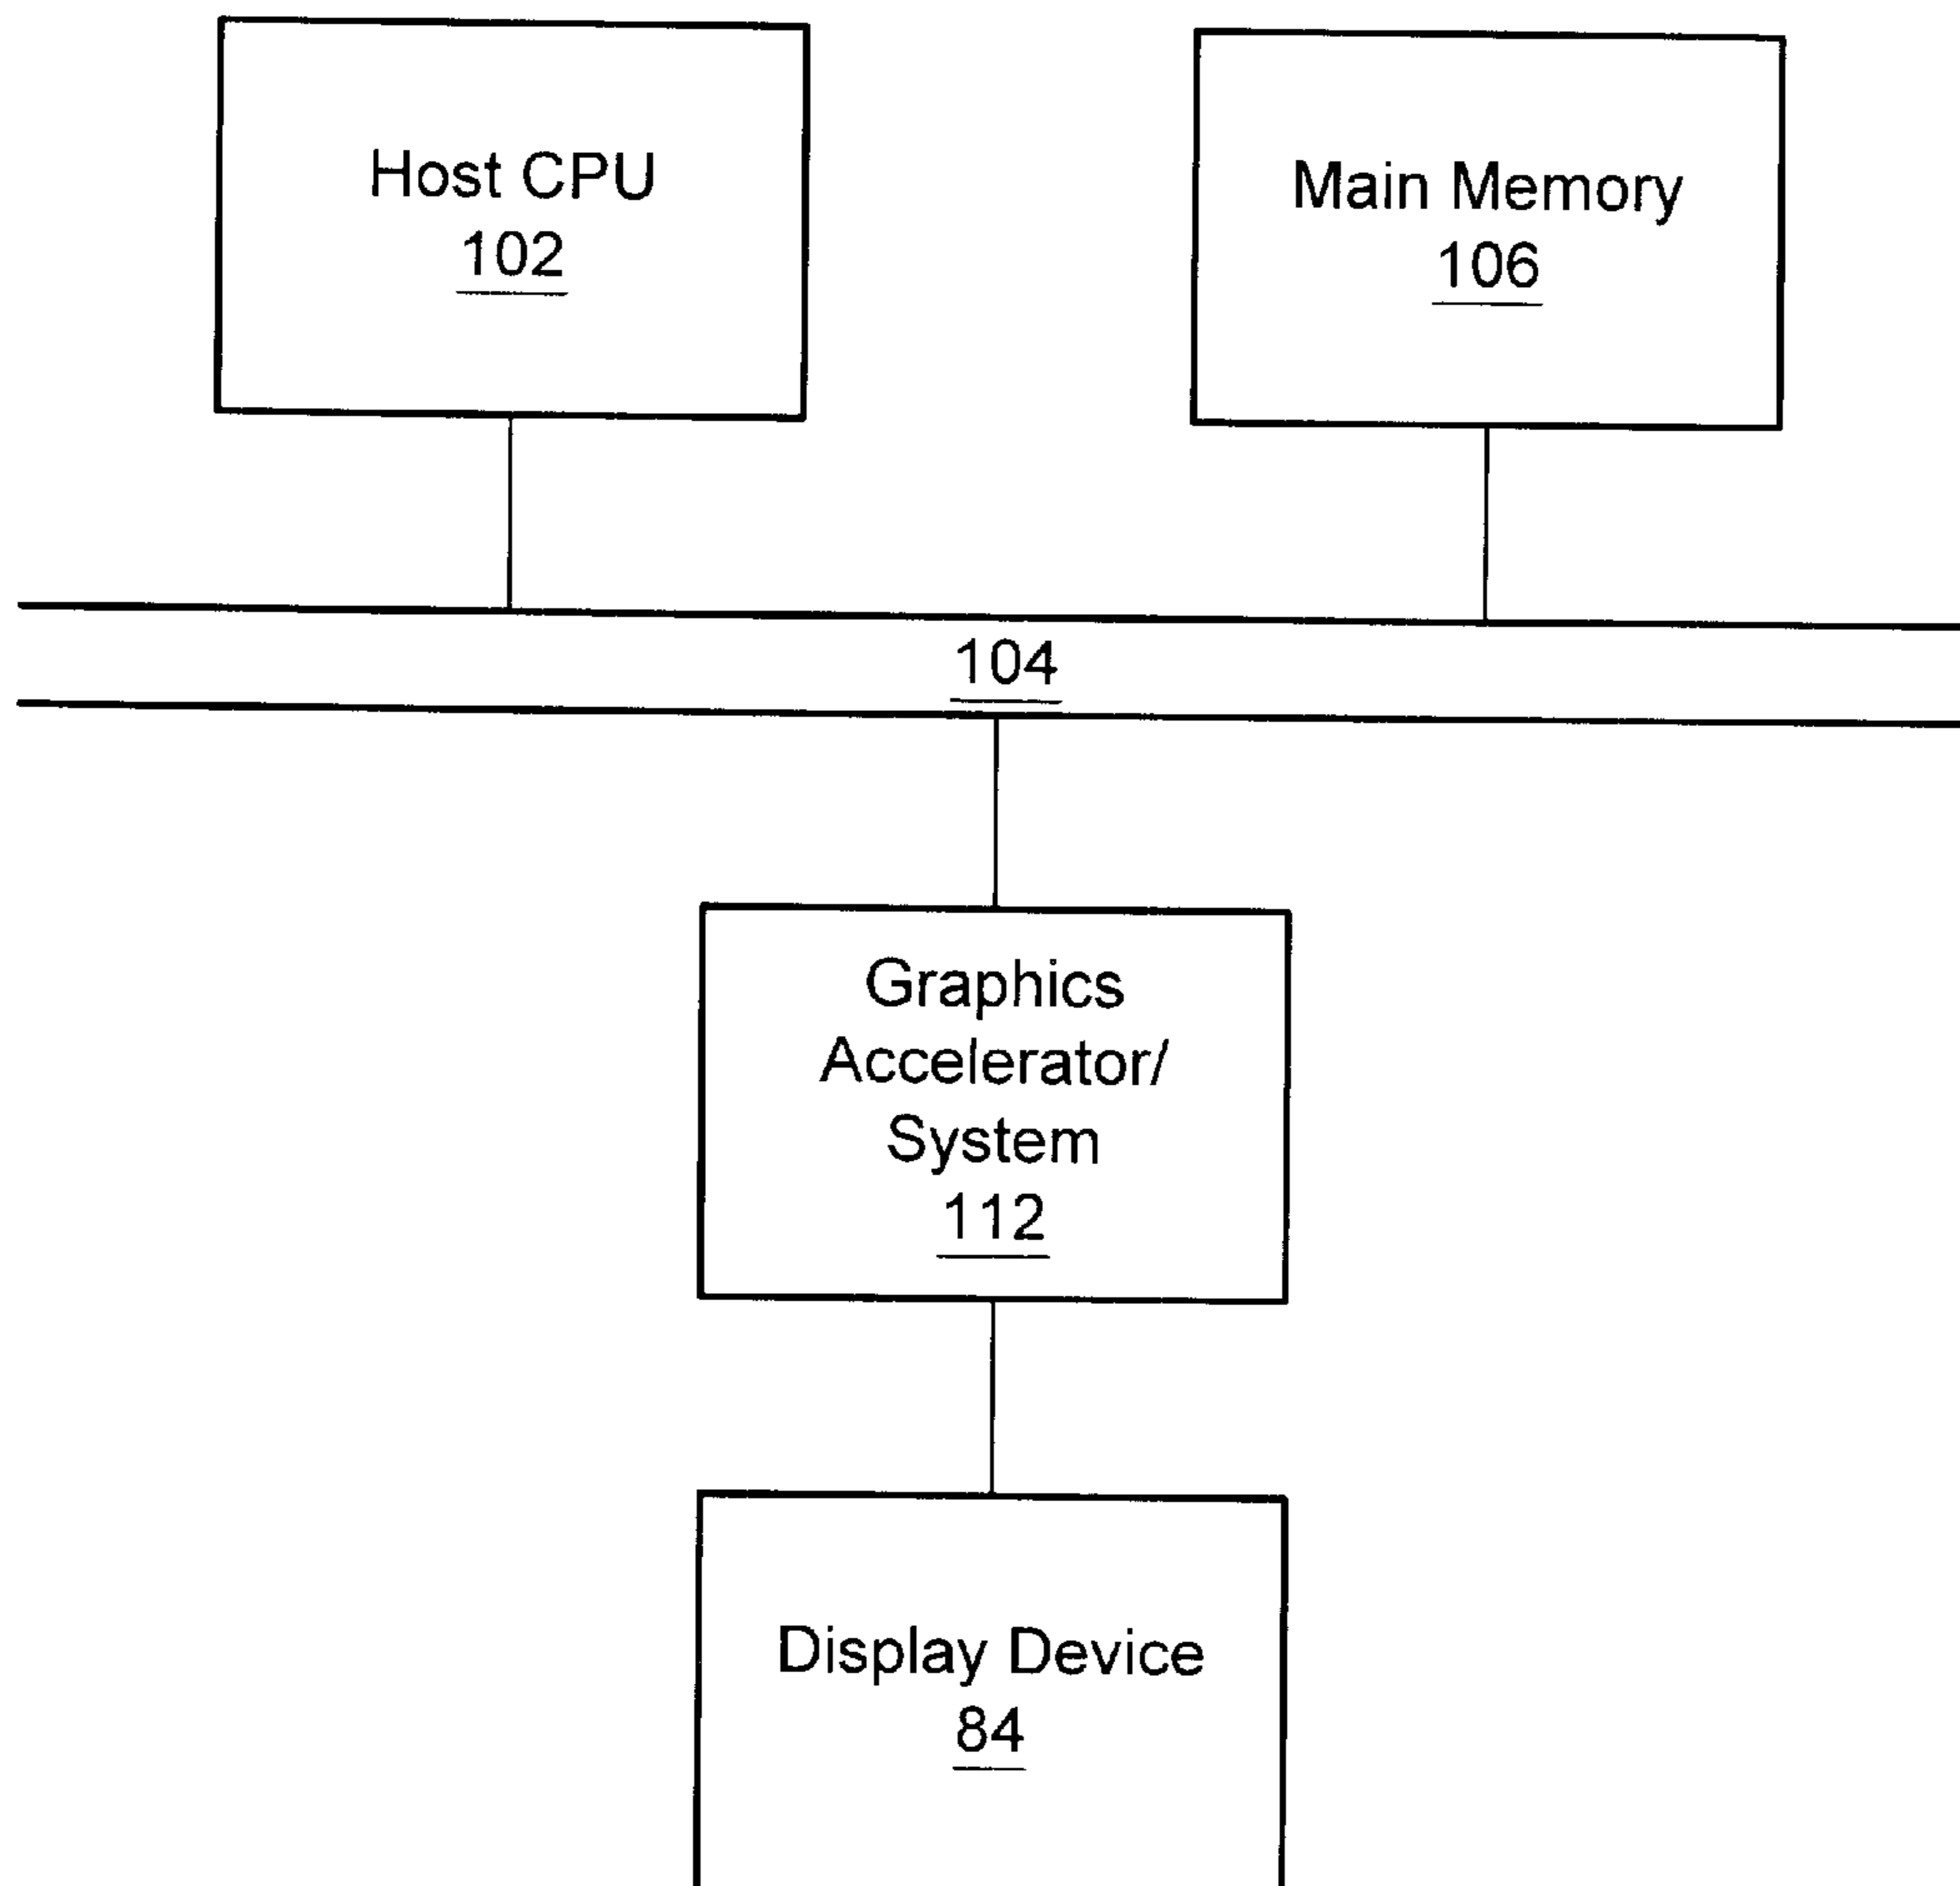 Host CPU
102
Main Memory
106
104
Graphics
Accelerator/
System
112
Display Device
84